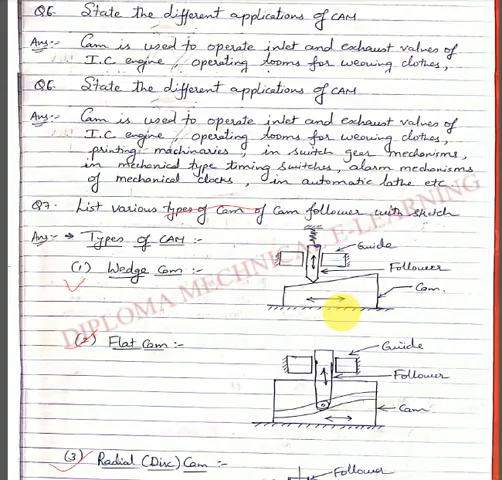 Q6. State the different applications of CAM
Ans:- Cam is used to operate inlet and exhaust values of
I.C engine, operating looms for weaving clothes,
Q6. State the different applications of CAM
Ans:- Cam is used to operate inlet and exhaust values of
I.C engine, operating looms for weaving clothes,
printing machinaries, in switch gear mechanisms,
in mechanical type timing switches, alarm mechanisms
of mechanical clocks, in automatic lathe etc
Q7. List various types of Cam of Cam follower with sketch
Ans:- → Types of CAM :-
Guide
(1) Wedge Cam :-
Follower
Cam.
DIPLOMA MECHANICAL E-LEARNING
(2) Flat Cam :-
Guide
Follower
Cam
(3) Radial (Disc) Cam :-
Follower